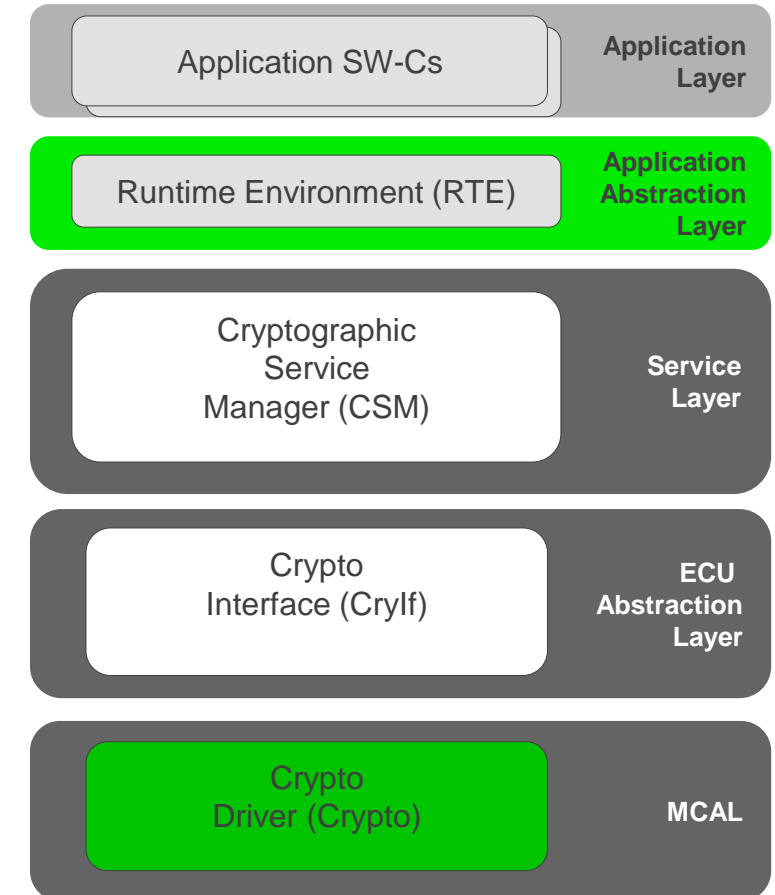 Application SW-Cs
Application
Layer
Runtime Environment (RTE)
Application
Abstraction
Layer
Cryptographic
Service
Manager (CSM)
Service
Layer
Crypto
Interface (CryIf)
ECU
Abstraction
Layer
Crypto
Driver (Crypto)
MCAL